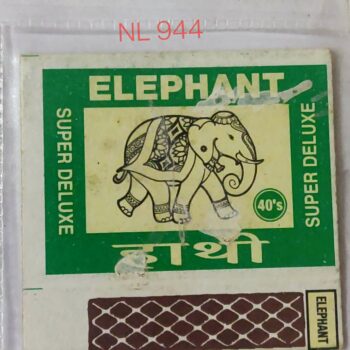 NL 944
ELEPHANT
SUPER DELUXE
SUPER DELUXE
40's
हाथी
ELEPHANT